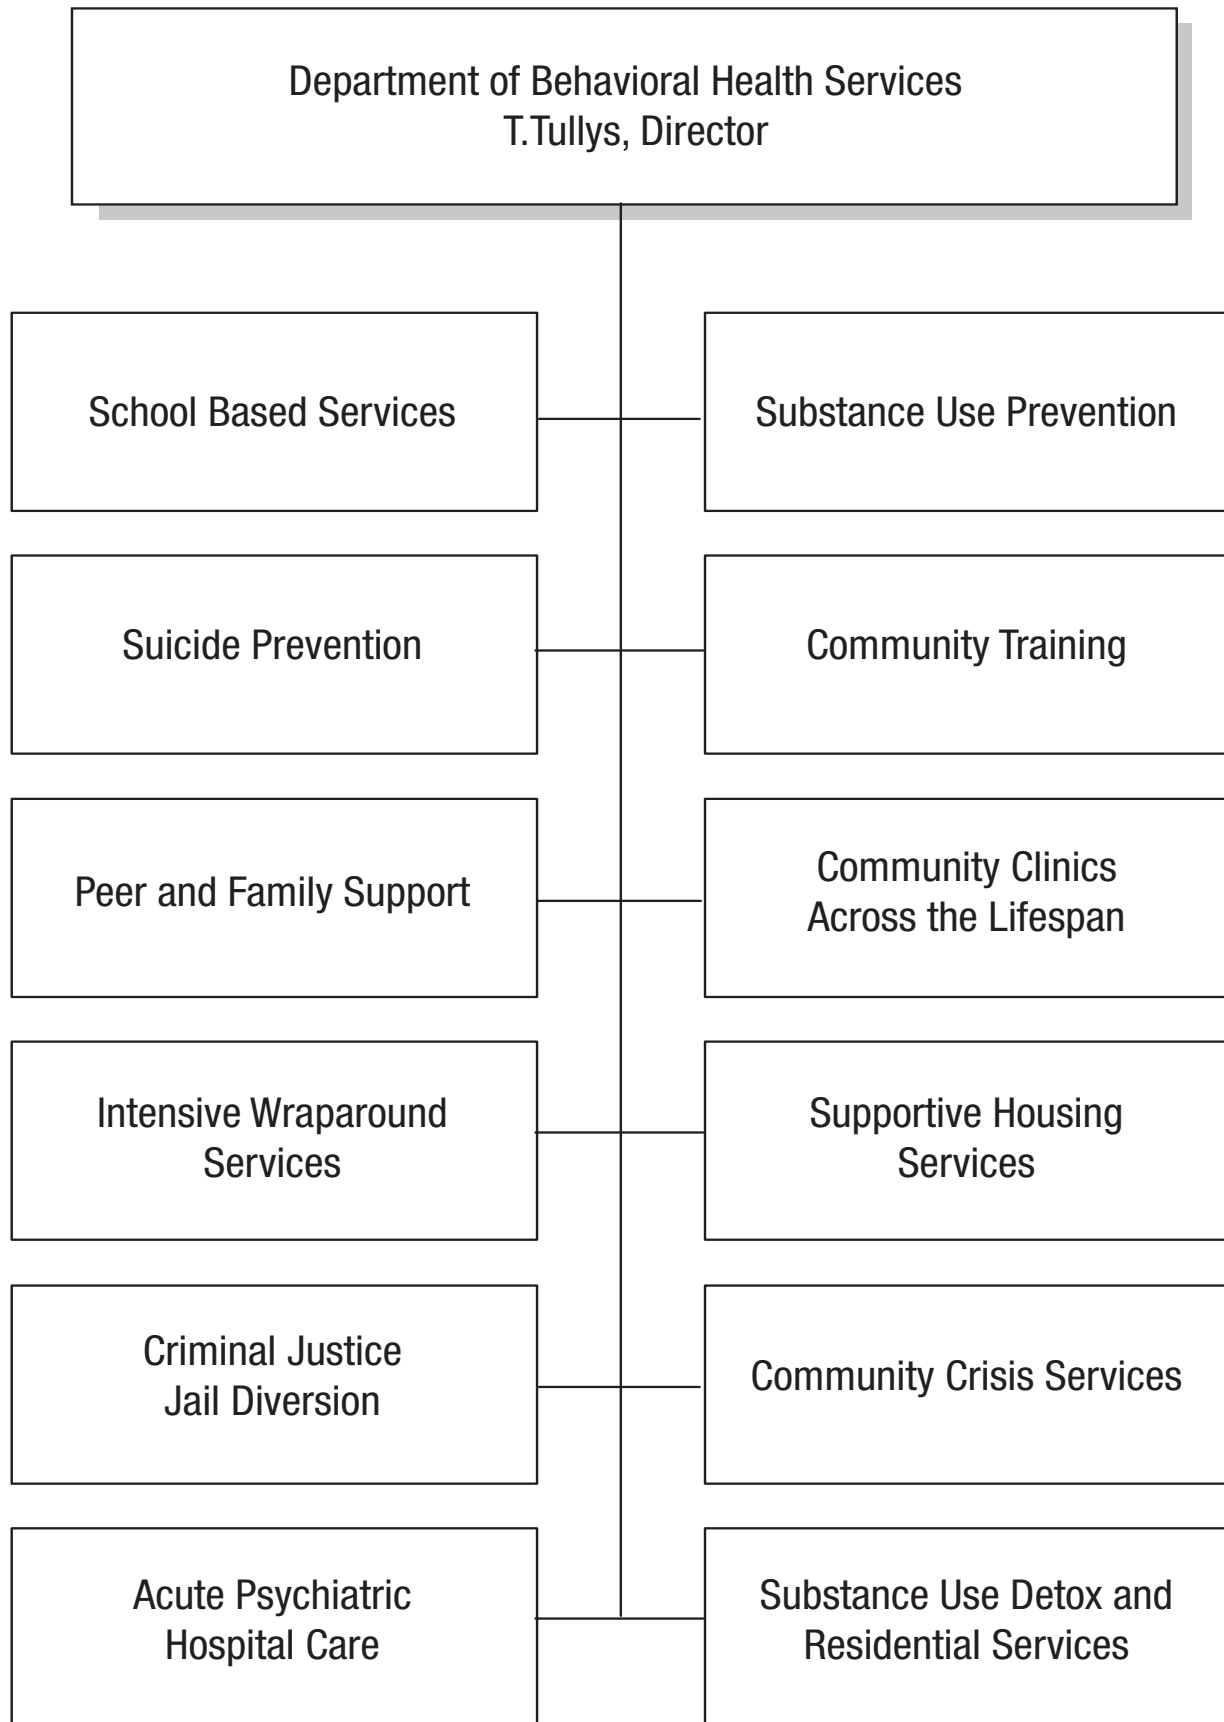 Department of Behavioral Health Services
T.Tullys, Director
School Based Services
Substance Use Prevention
Suicide Prevention
Community Training
Peer and Family Support
Community Clinics
Across the Lifespan
Intensive Wraparound
Services
Supportive Housing
Services
Criminal Justice
Jail Diversion
Community Crisis Services
Acute Psychiatric
Hospital Care
Substance Use Detox and
Residential Services